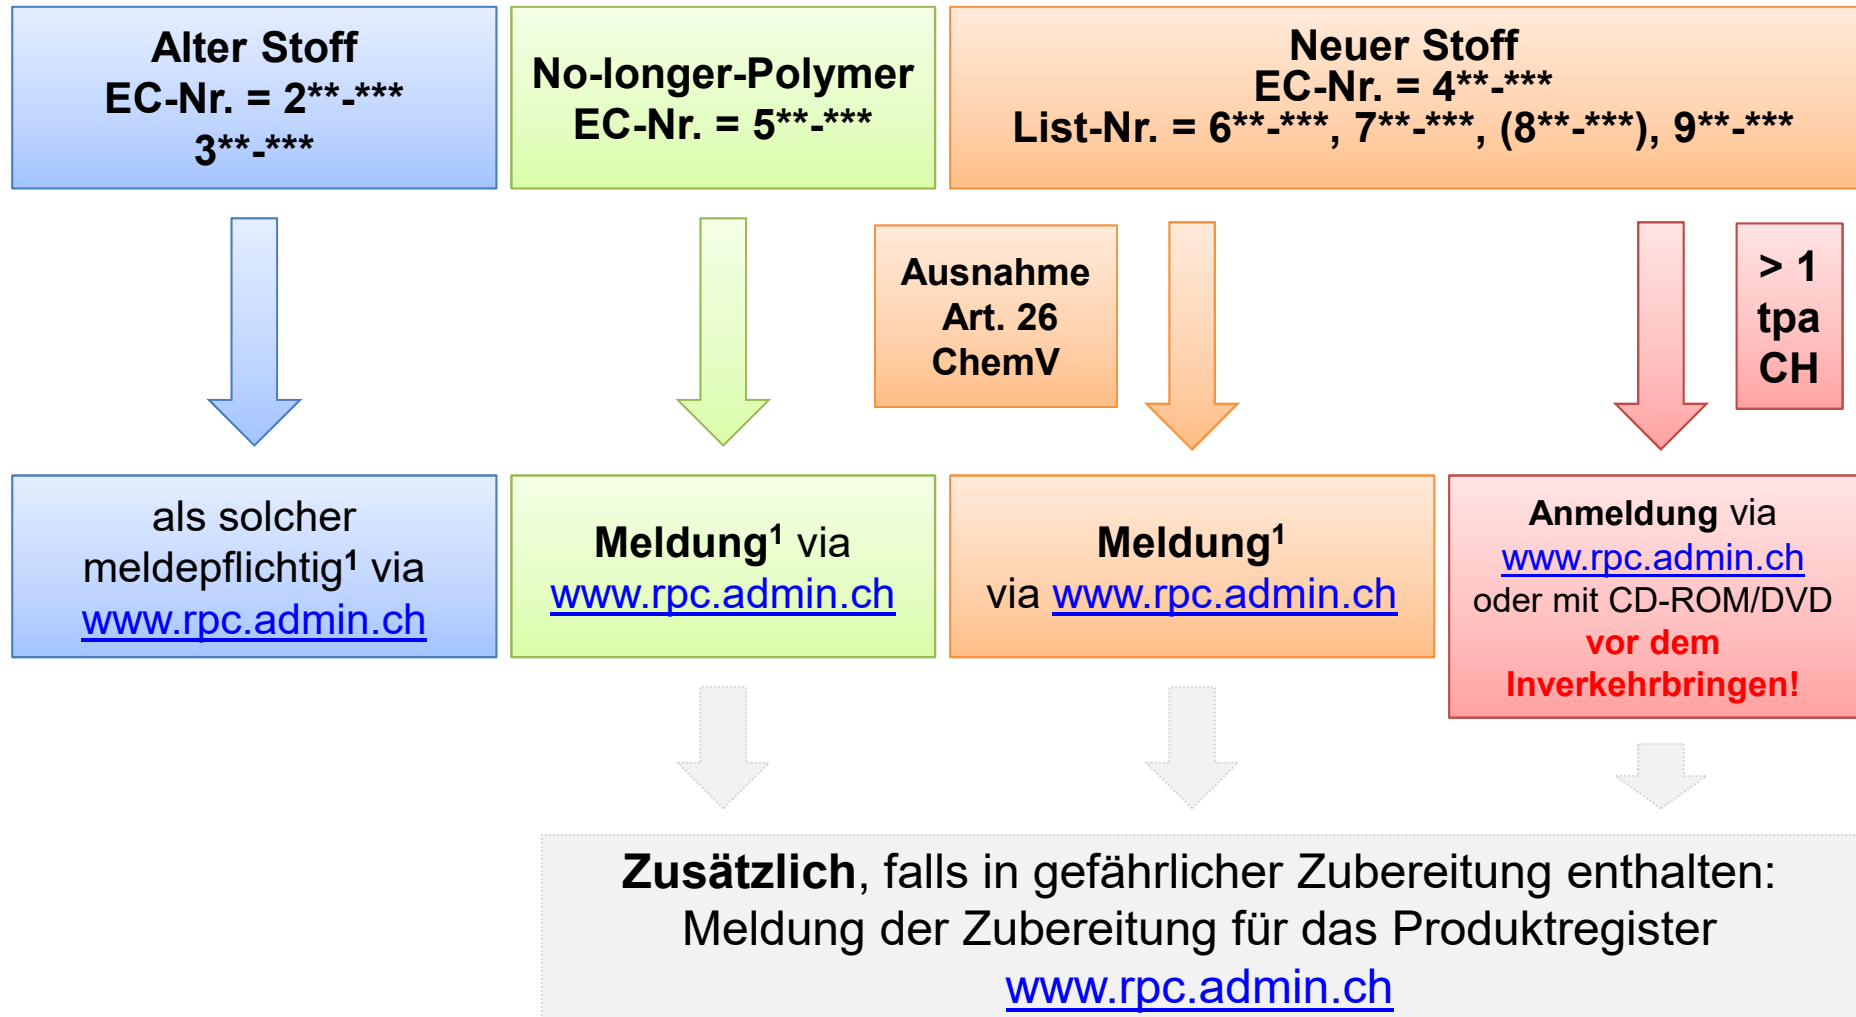 Alter Stoff
EC-Nr. = 2**-***
3**-***
No-longer-Polymer
EC-Nr. = 5**-***
Neuer Stoff
EC-Nr. = 4**-***
List-Nr. = 6**-***, 7**-***, (8**-***), 9**-***
Ausnahme
Art. 26
ChemV
> 1
tpa
CH
als solcher
meldepflichtig¹ via
www.rpc.admin.ch
Meldung¹ via
www.rpc.admin.ch
Meldung¹
via www.rpc.admin.ch
Anmeldung via
www.rpc.admin.ch
oder mit CD-ROM/DVD
vor dem
Inverkehrbringen!
Zusätzlich, falls in gefährlicher Zubereitung enthalten:
Meldung der Zubereitung für das Produktregister
www.rpc.admin.ch